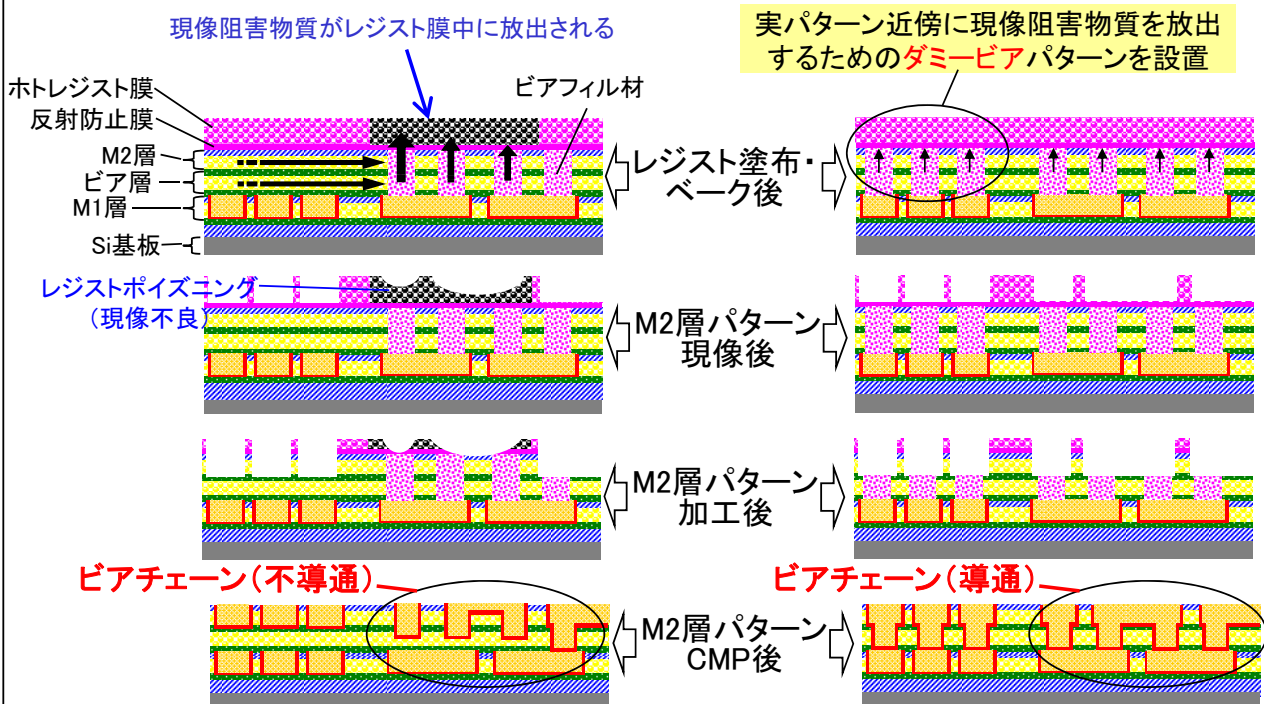 現像阻害物質がレジスト膜中に放出される
実パターン近傍に現像阻害物質を放出
するためのダミービアパターンを設置
ホトレジスト膜
反射防止膜
M2層
ビア層
M1層
Si基板
ビアフィル材
レジスト塗布・
ベーク後
レジストポイズニング
(現像不良)
M2層パターン
現像後
M2層パターン
加工後
ビアチェーン(不導通)
ビアチェーン(導通)
M2層パターン
CMP後